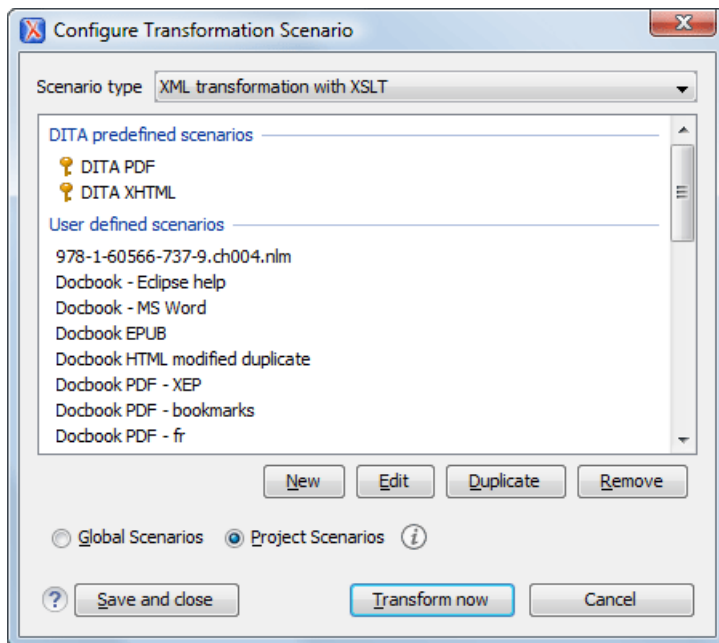 Configure Transformation Scenario
Scenario type XML transformation with XSLT
DITA predefined scenarios
DITA PDF
DITA XHTML
User defined scenarios
978-1-60566-737-9.ch004.nlm
Docbook - Eclipse help
Docbook - MS Word
Docbook EPUB
Docbook HTML modified duplicate
Docbook PDF - XEP
Docbook PDF - bookmarks
Docbook PDF - fr
New Edit Duplicate Remove
Global Scenarios Project Scenarios i
? Save and close Transform now Cancel